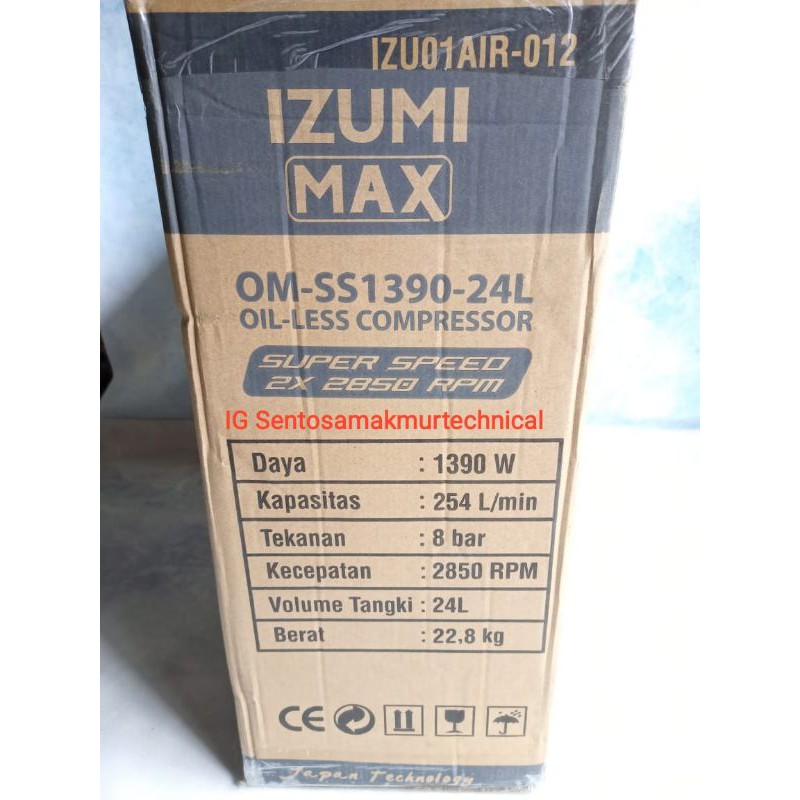 IZU01AIR-012
IZUMI
MAX
OM-SS1390-24L
OIL-LESS COMPRESSOR
SUPER SPEED
2X 2850 RPM
IG Sentosamakmurtechnical
Daya : 1390 W
Kapasitas : 254 L/min
Tekanan : 8 bar
Kecepatan : 2850 RPM
Volume Tangki : 24L
Berat : 22,8 kg
CE
Japan Technology